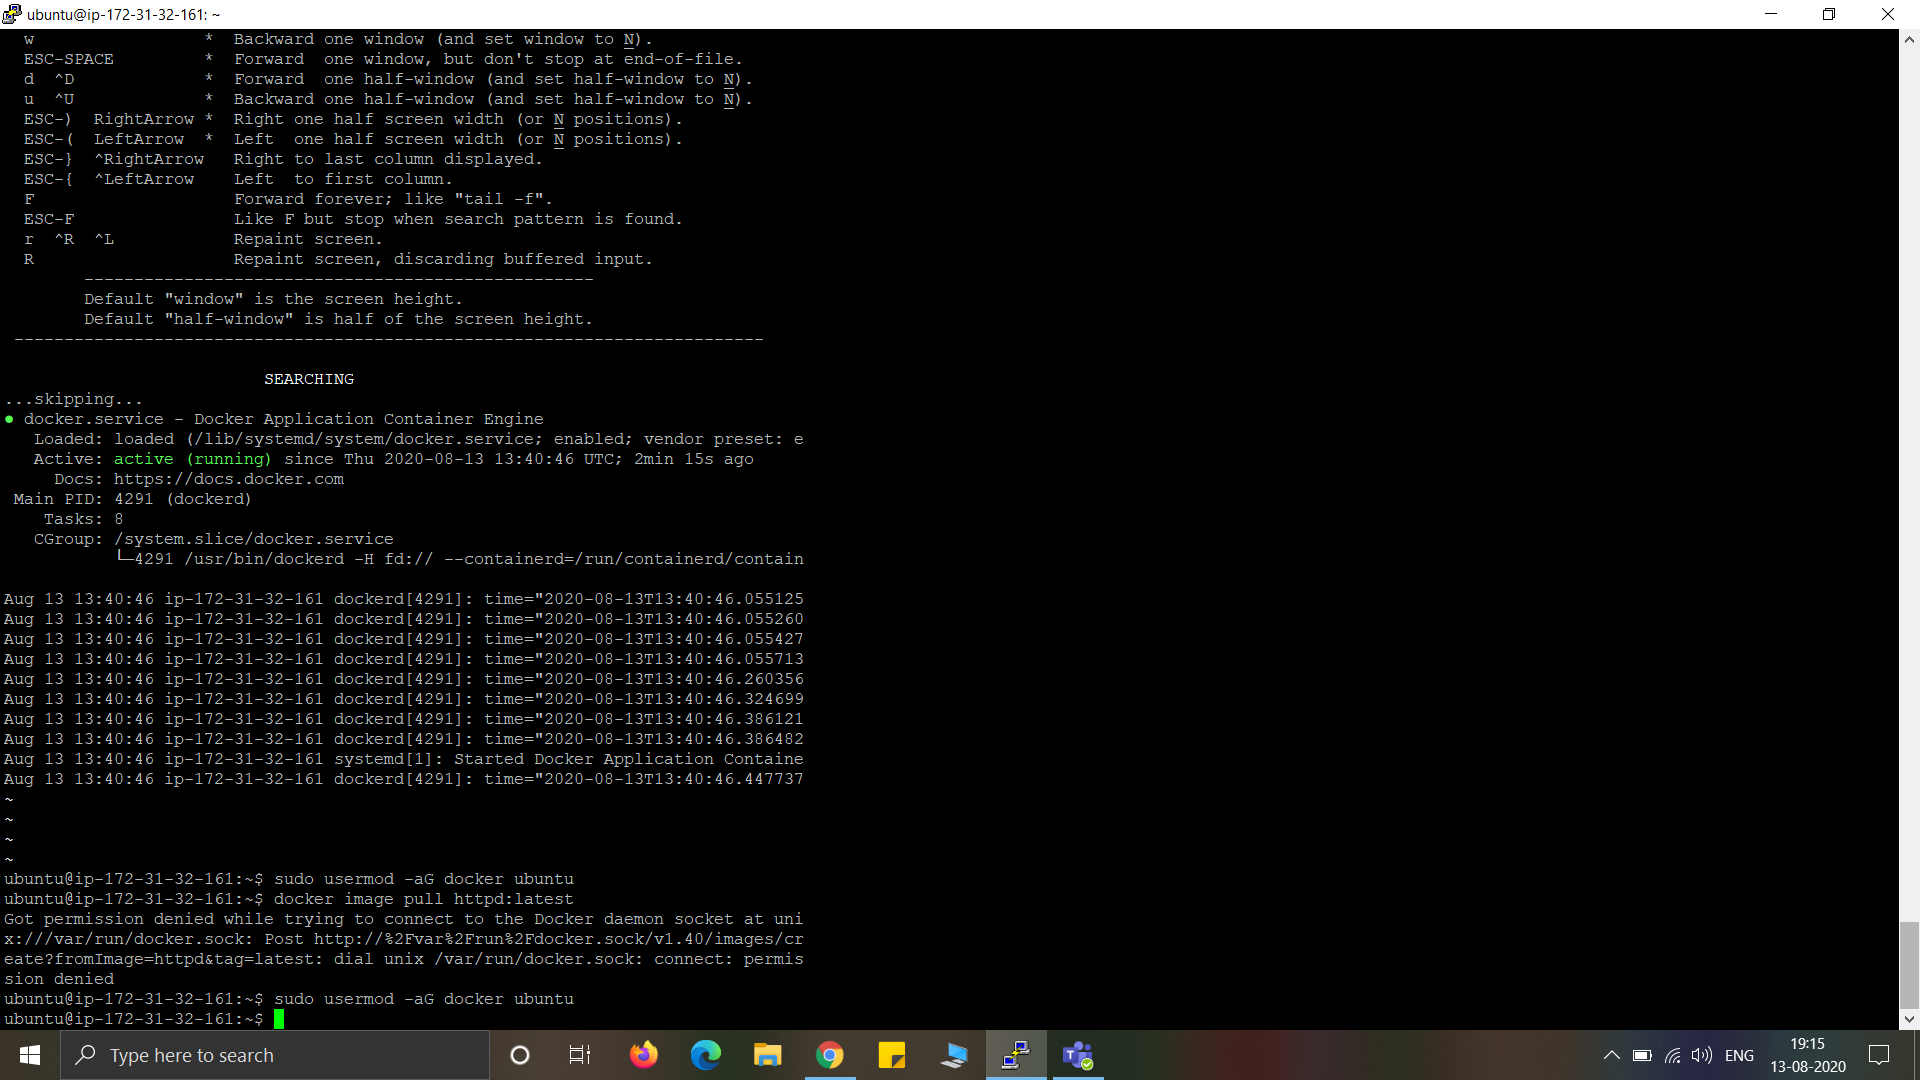 ubuntu@ip-172-31-32-161: ~
w * Backward one window (and set window to N).
ESC-SPACE * Forward one window, but don't stop at end-of-file.
d ^D * Forward one half-window (and set half-window to N).
u ^U * Backward one half-window (and set half-window to N).
ESC-) RightArrow * Right one half screen width (or N positions).
ESC-( LeftArrow * Left one half screen width (or N positions).
ESC-} ^RightArrow Right to last column displayed.
ESC-{ ^LeftArrow Left to first column.
F Forward forever; like "tail -f".
ESC-F Like F but stop when search pattern is found.
r ^R ^L Repaint screen.
R Repaint screen, discarding buffered input.
---------------------------------------------------
Default "window" is the screen height.
Default "half-window" is half of the screen height.
---------------------------------------------------------------------------
SEARCHING
...skipping...
● docker.service - Docker Application Container Engine
Loaded: loaded (/lib/systemd/system/docker.service; enabled; vendor preset: e
Active: active (running) since Thu 2020-08-13 13:40:46 UTC; 2min 15s ago
Docs: https://docs.docker.com
Main PID: 4291 (dockerd)
Tasks: 8
CGroup: /system.slice/docker.service
└─4291 /usr/bin/dockerd -H fd:// --containerd=/run/containerd/contain
Aug 13 13:40:46 ip-172-31-32-161 dockerd[4291]: time="2020-08-13T13:40:46.055125
Aug 13 13:40:46 ip-172-31-32-161 dockerd[4291]: time="2020-08-13T13:40:46.055260
Aug 13 13:40:46 ip-172-31-32-161 dockerd[4291]: time="2020-08-13T13:40:46.055427
Aug 13 13:40:46 ip-172-31-32-161 dockerd[4291]: time="2020-08-13T13:40:46.055713
Aug 13 13:40:46 ip-172-31-32-161 dockerd[4291]: time="2020-08-13T13:40:46.260356
Aug 13 13:40:46 ip-172-31-32-161 dockerd[4291]: time="2020-08-13T13:40:46.324699
Aug 13 13:40:46 ip-172-31-32-161 dockerd[4291]: time="2020-08-13T13:40:46.386121
Aug 13 13:40:46 ip-172-31-32-161 dockerd[4291]: time="2020-08-13T13:40:46.386482
Aug 13 13:40:46 ip-172-31-32-161 systemd[1]: Started Docker Application Containe
Aug 13 13:40:46 ip-172-31-32-161 dockerd[4291]: time="2020-08-13T13:40:46.447737
~
~
~
~
ubuntu@ip-172-31-32-161:~$ sudo usermod -aG docker ubuntu
ubuntu@ip-172-31-32-161:~$ docker image pull httpd:latest
Got permission denied while trying to connect to the Docker daemon socket at uni
x:///var/run/docker.sock: Post http://%2Fvar%2Frun%2Fdocker.sock/v1.40/images/cr
eate?fromImage=httpd&tag=latest: dial unix /var/run/docker.sock: connect: permis
sion denied
ubuntu@ip-172-31-32-161:~$ sudo usermod -aG docker ubuntu
ubuntu@ip-172-31-32-161:~$
Type here to search
ENG
19:15
13-08-2020